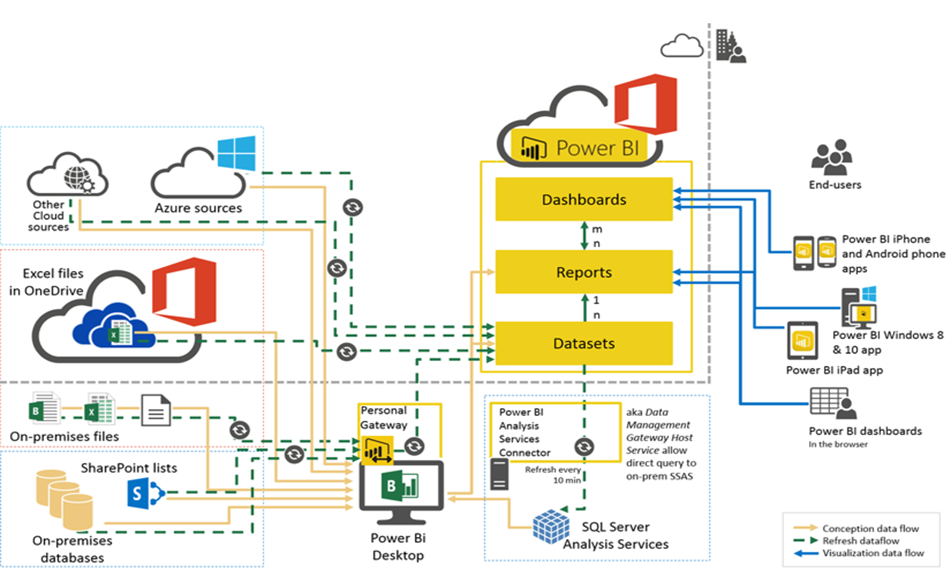 Power BI
Dashboards
m
n
Reports
1
n
Datasets
Other
Cloud
sources
Azure sources
Excel files
in OneDrive
X
B
X
On-premises files
SharePoint lists
S
On-premises
databases
Personal
Gateway
B
Power Bi
Desktop
Power BI
Analysis
Services
Connector
Refresh every
10 min
aka Data
Management
Gateway Host
Service allow
direct query to
on-prem SSAS
SQL Server
Analysis Services
End-users
Power BI iPhone
and Android phone
apps
Power BI Windows 8
& 10 app
Power BI iPad app
Power BI dashboards
In the browser
Conception data flow
Refresh dataflow
Visualization data flow